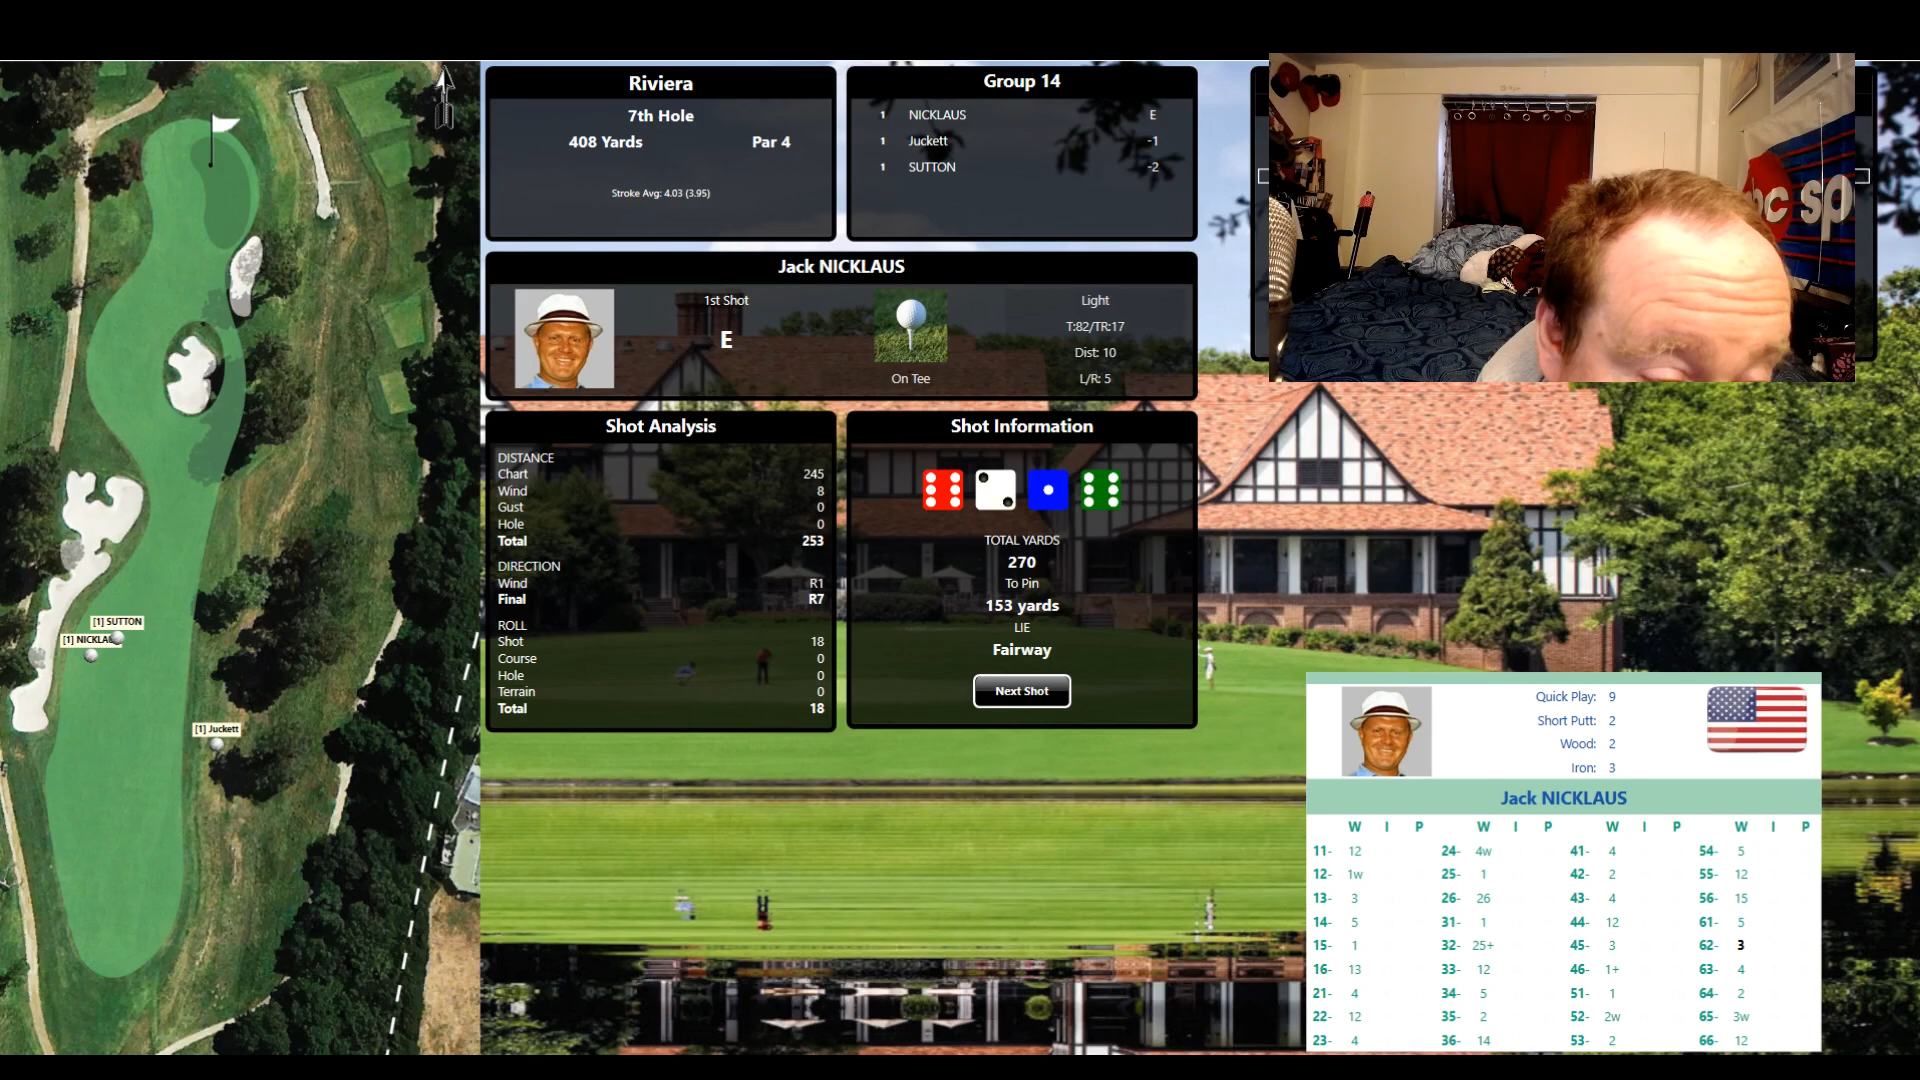 Riviera
7th Hole
408 Yards Par 4
Stroke Avg: 4.03 (3.95)
Group 14
1 NICKLAUS E
1 Juckett -1
1 SUTTON -2
Jack NICKLAUS
1st Shot
E
On Tee
Light
T:82/TR:17
Dist: 10
L/R: 5
Shot Analysis
DISTANCE
Chart 245
Wind 8
Gust 0
Hole 0
Total 253
DIRECTION
Wind R1
Final R7
ROLL
Shot 18
Course 0
Hole 0
Terrain 0
Total 18
Shot Information
TOTAL YARDS
270
To Pin
153 yards
LIE
Fairway
Next Shot
[1] SUTTON
[1] NICKLAU
[1] Juckett
Quick Play: 9
Short Putt: 2
Wood: 2
Iron: 3
Jack NICKLAUS
W I P W I P W I P W I P
11- 12 24- 4w 41- 4 54- 5
12- 1w 25- 1 42- 2 55- 12
13- 3 26- 26 43- 4 56- 15
14- 5 31- 1 44- 12 61- 5
15- 1 32- 25+ 45- 3 62- 3
16- 13 33- 12 46- 1+ 63- 4
21- 4 34- 5 51- 1 64- 2
22- 12 35- 2 52- 2w 65- 3w
23- 4 36- 14 53- 2 66- 12